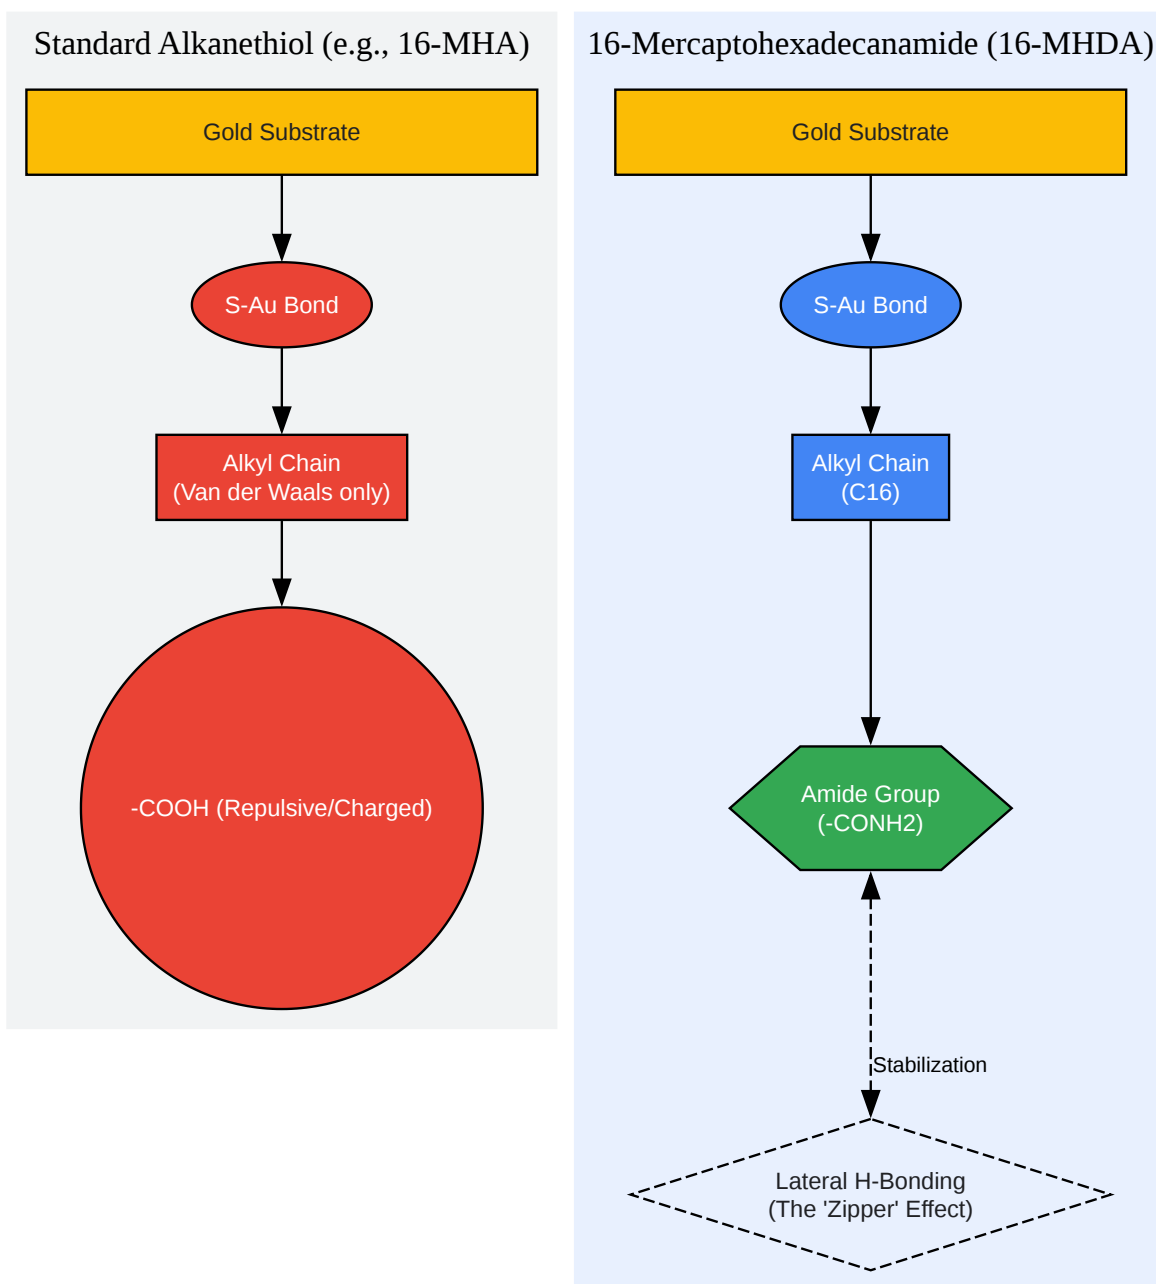 Standard Alkanethiol (e.g., 16-MHA)
Gold Substrate
S-Au Bond
Alkyl Chain
(Van der Waals only)
-COOH (Repulsive/Charged)
16-Mercaptohexadecanamide (16-MHDA)
Gold Substrate
S-Au Bond
Alkyl Chain
(C16)
Amide Group
(-CONH2)
Stabilization
Lateral H-Bonding
(The 'Zipper' Effect)